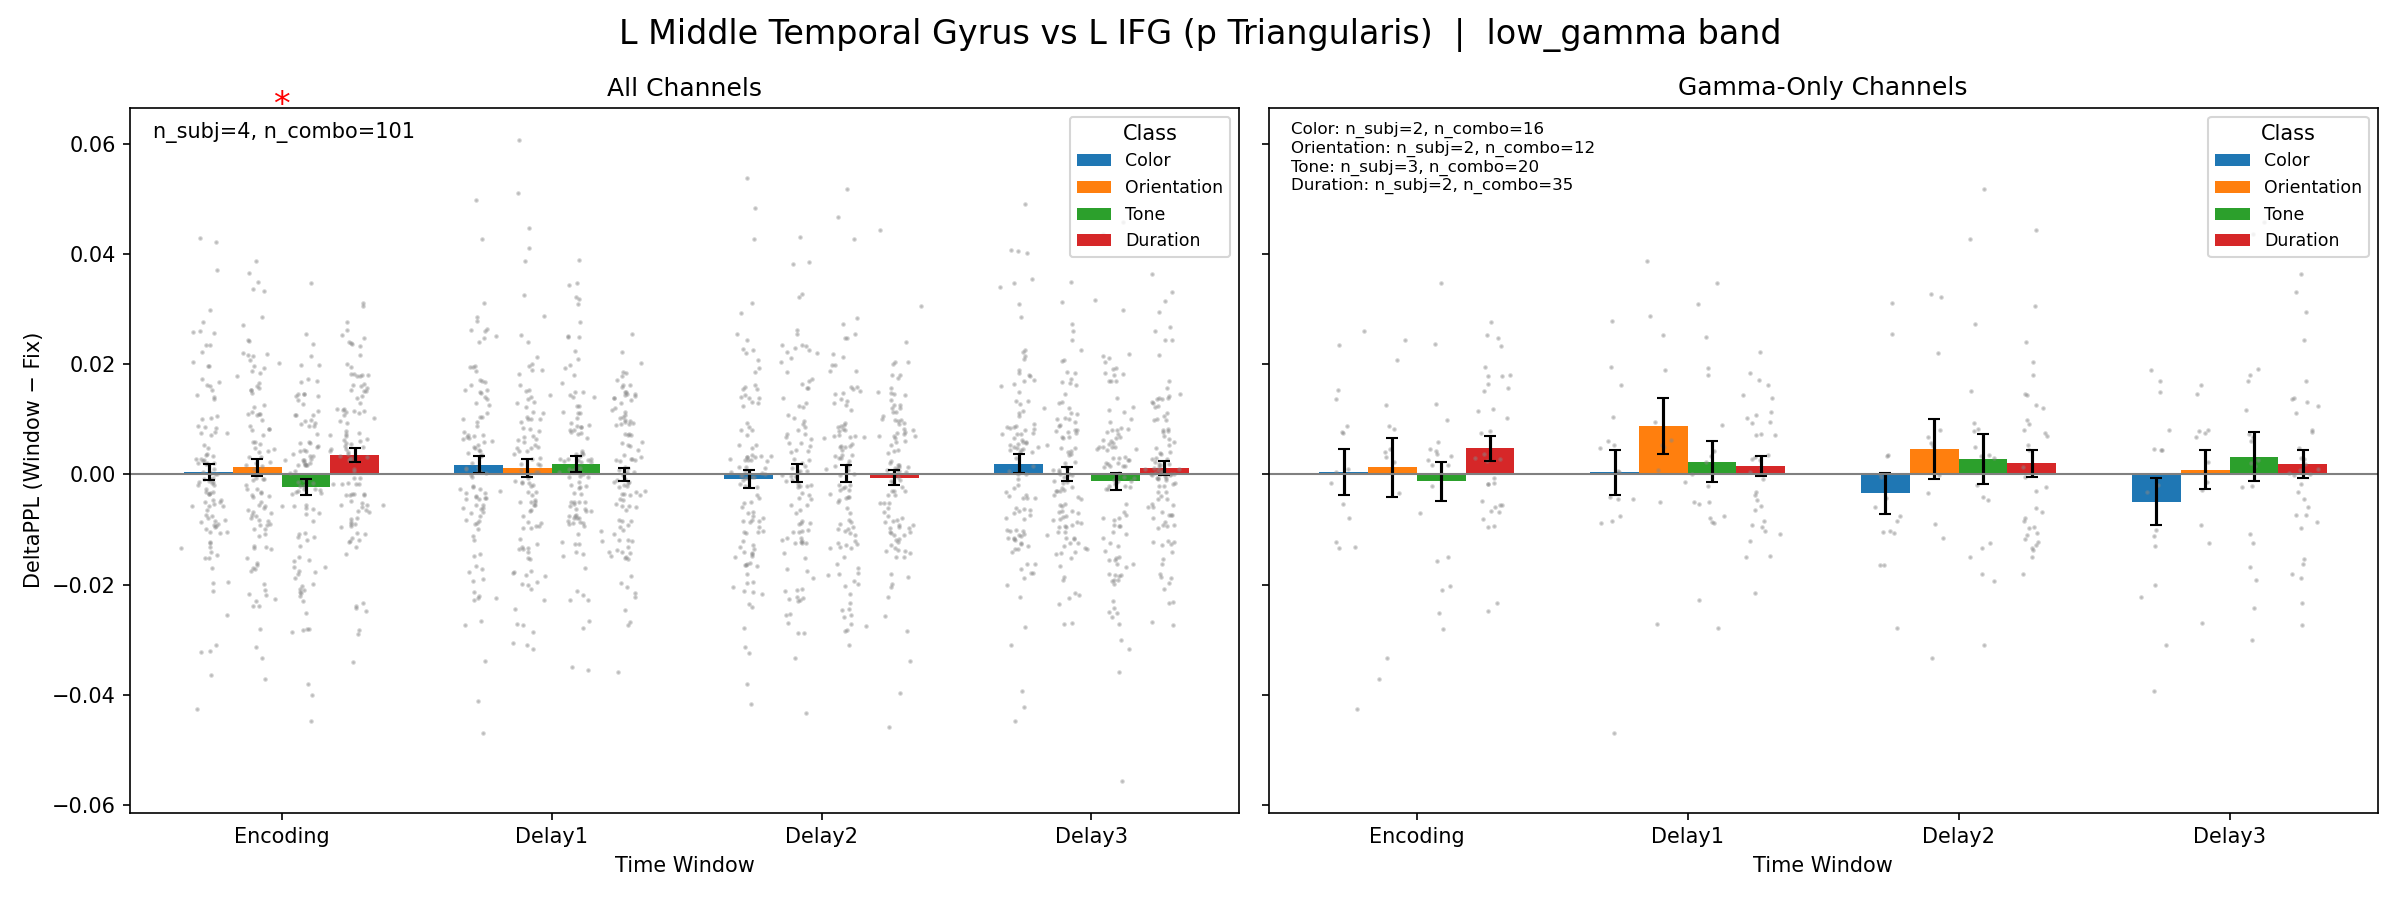 L Middle Temporal Gyrus vs L IFG (p Triangularis) | low_gamma band
All Channels
*
n_subj=4, n_combo=101
Class
Color
Orientation
Tone
Duration
DeltaPPL (Window − Fix)
0.06
0.04
0.02
0.00
−0.02
−0.04
−0.06
Encoding
Delay1
Delay2
Delay3
Time Window
Gamma-Only Channels
Color: n_subj=2, n_combo=16
Orientation: n_subj=2, n_combo=12
Tone: n_subj=3, n_combo=20
Duration: n_subj=2, n_combo=35
Class
Color
Orientation
Tone
Duration
Encoding
Delay1
Delay2
Delay3
Time Window